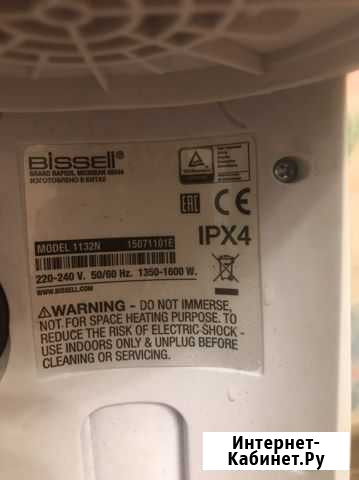 BISSELL®
GRAND RAPIDS, MICHIGAN 49544
ИЗГОТОВЛЕНО В КИТАЕ
EAC CE
IPX4
MODEL 1132N 15071101E
220-240 V. 50/60 Hz. 1350-1600 W.
WWW.BISSELL.COM
⚠WARNING - DO NOT IMMERSE,
NOT FOR SPACE HEATING PURPOSE. TO
REDUCE THE RISK OF ELECTRIC SHOCK -
USE INDOORS ONLY & UNPLUG BEFORE
CLEANING OR SERVICING.
Интернет-
Кабинет.Ру